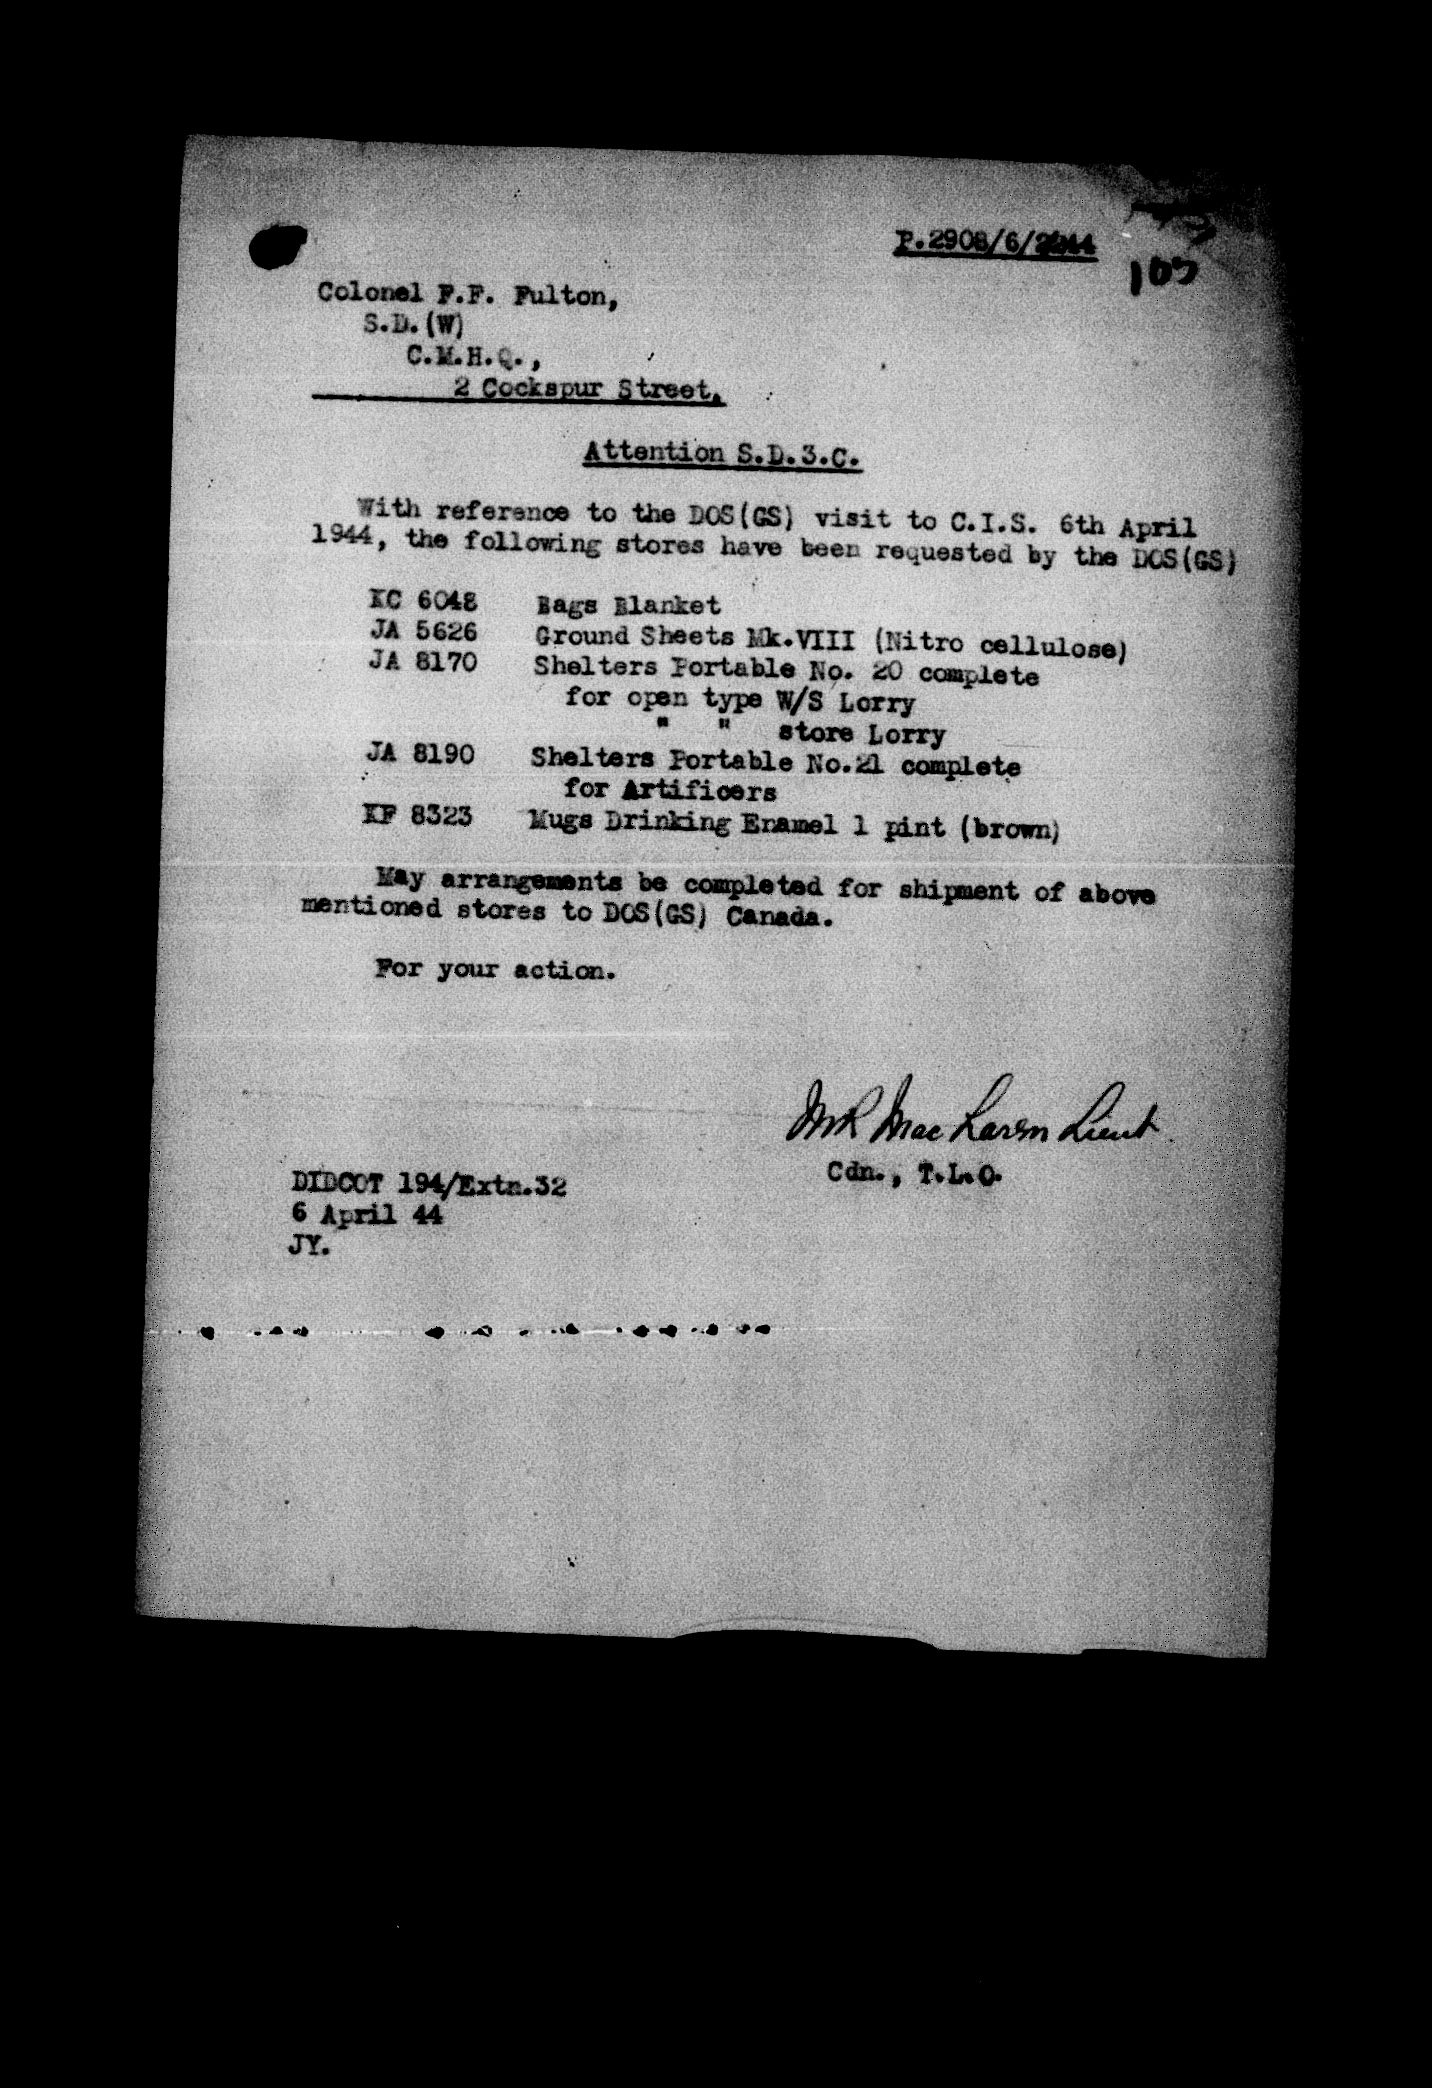 P.2908/6/2244
107
Colonel F.F. Fulton,
S.D.(W)
C.M.H.Q.,
2 Cockspur Street.
Attention S.D.3.C.
With reference to the DOS(GS) visit to C.I.S. 6th April
1944, the following stores have been requested by the DOS(GS)
KC 6048 Bags Blanket
JA 5626 Ground Sheets Mk.VIII (Nitro cellulose)
JA 8170 Shelters Portable No. 20 complete
for open type W/S Lorry
" " store Lorry
JA 8190 Shelters Portable No.21 complete
for Artificers
KF 8323 Mugs Drinking Enamel 1 pint (brown)
May arrangements be completed for shipment of above
mentioned stores to DOS(GS) Canada.
For your action.
MR MacLaren Lieut
Cdn., T.L.O.
DIDCOT 194/Extn.32
6 April 44
JY.